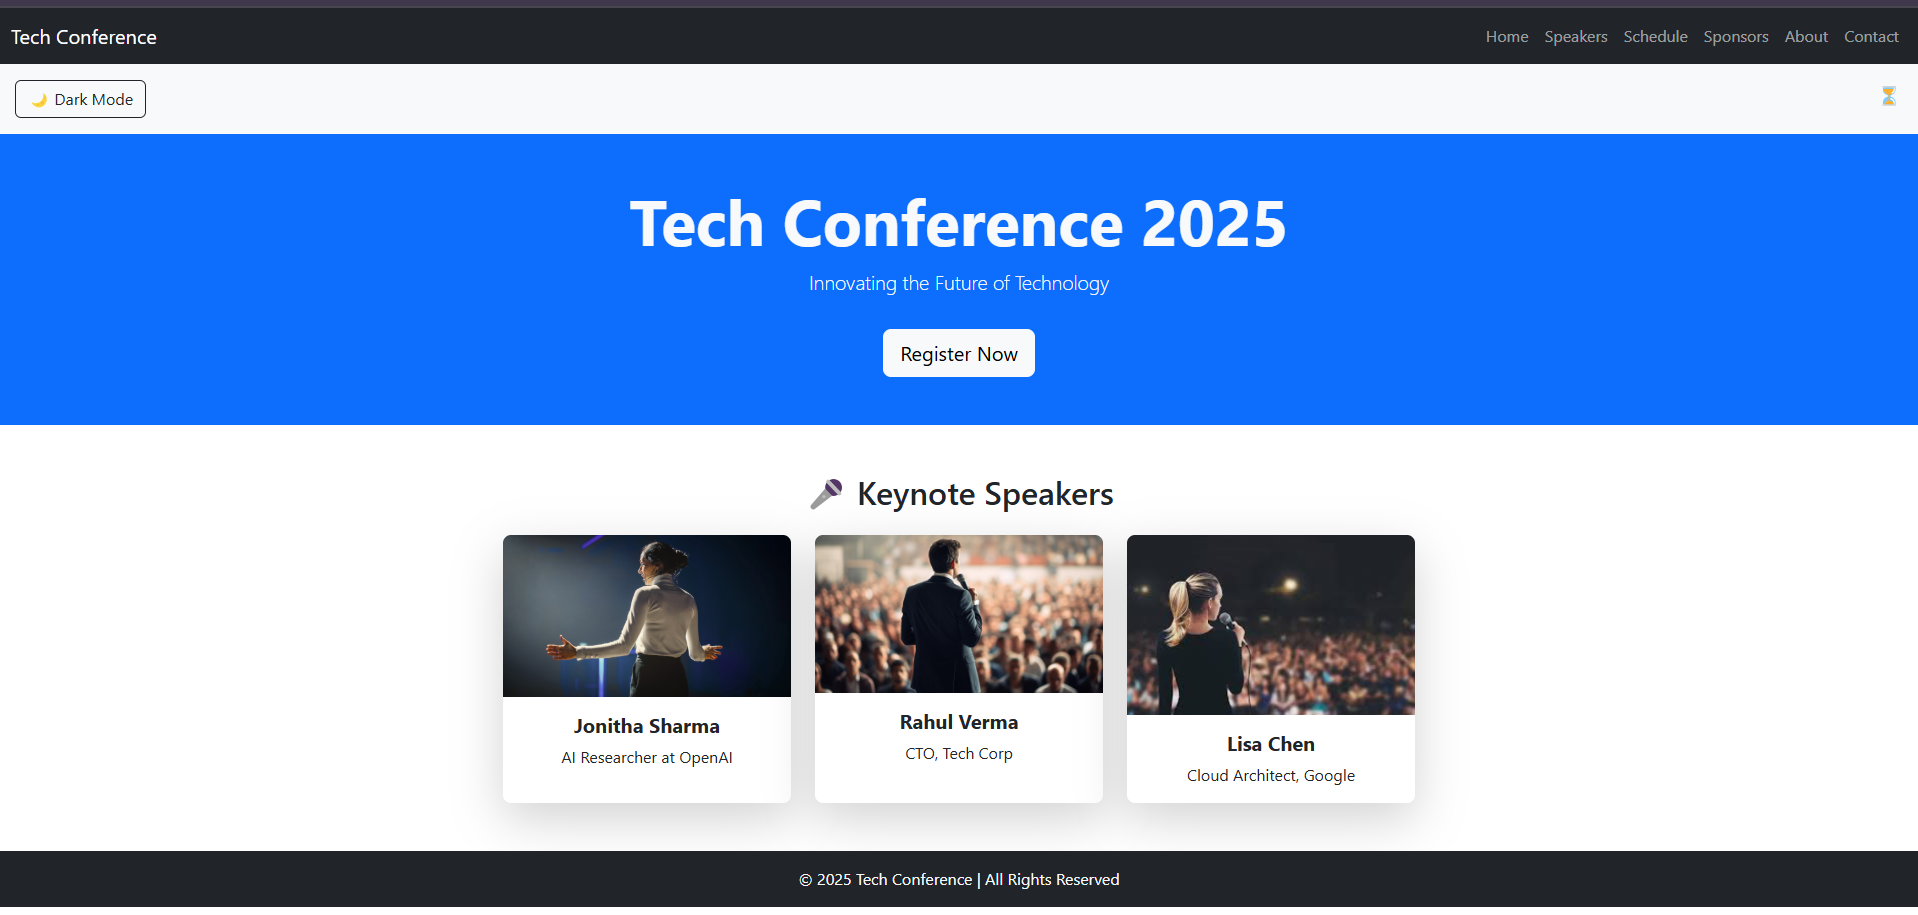 Tech Conference
Home Speakers Schedule Sponsors About Contact
🌙 Dark Mode
⏳
Tech Conference 2025
Innovating the Future of Technology
Register Now
🎤 Keynote Speakers
Jonitha Sharma
AI Researcher at OpenAI
Rahul Verma
CTO, Tech Corp
Lisa Chen
Cloud Architect, Google
© 2025 Tech Conference | All Rights Reserved